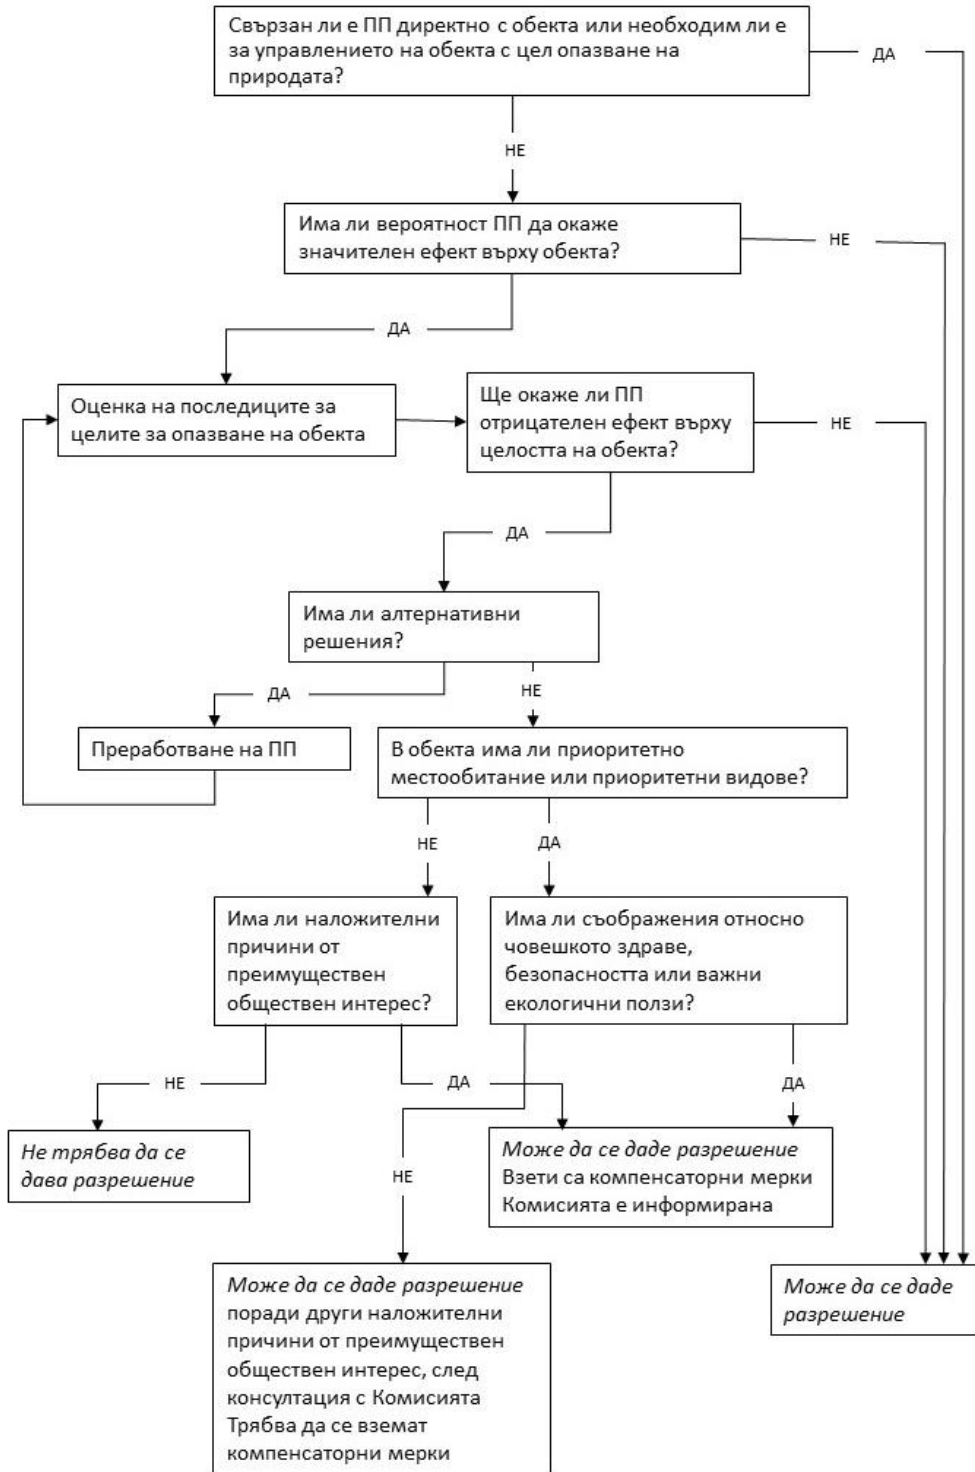 Свързан ли е ПП директно с обекта или необходим ли е
за управлението на обекта с цел опазване на
природата?
ДА
НЕ
Има ли вероятност ПП да окаже
значителен ефект върху обекта?
НЕ
ДА
Оценка на последиците за
целите за опазване на обекта
Ще окаже ли ПП
отрицателен ефект върху
целостта на обекта?
НЕ
ДА
Има ли алтернативни
решения?
ДА
НЕ
Преработване на ПП
В обекта има ли приоритетно
местообитание или приоритетни видове?
НЕ
ДА
Има ли наложителни
причини от
преимуществен
обществен интерес?
Има ли съображения относно
човешкото здраве,
безопасността или важни
екологични ползи?
НЕ
ДА
ДА
Не трябва да се
дава разрешение
НЕ
Може да се даде разрешение
Взети са компенсаторни мерки
Комисията е информирана
Може да се даде разрешение
поради други наложителни
причини от преимуществен
обществен интерес, след
консултация с Комисията
Трябва да се вземат
компенсаторни мерки
Може да се даде
разрешение